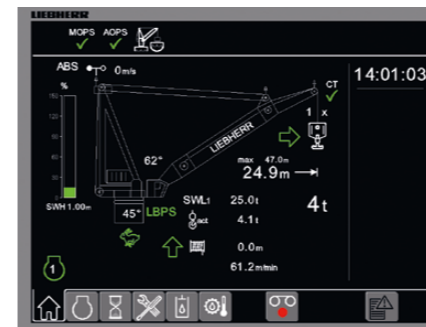 LIEBHERR
MOPS AOPS
ABS 0m/s CT
14:01:03
%
1 x
LIEBHERR
62°
max 47.0m
24.9m
SWH 1.00m
45° LBPS
SWL1 25.0t
4t
act 4.1t
0.0m
61.2m/min
1